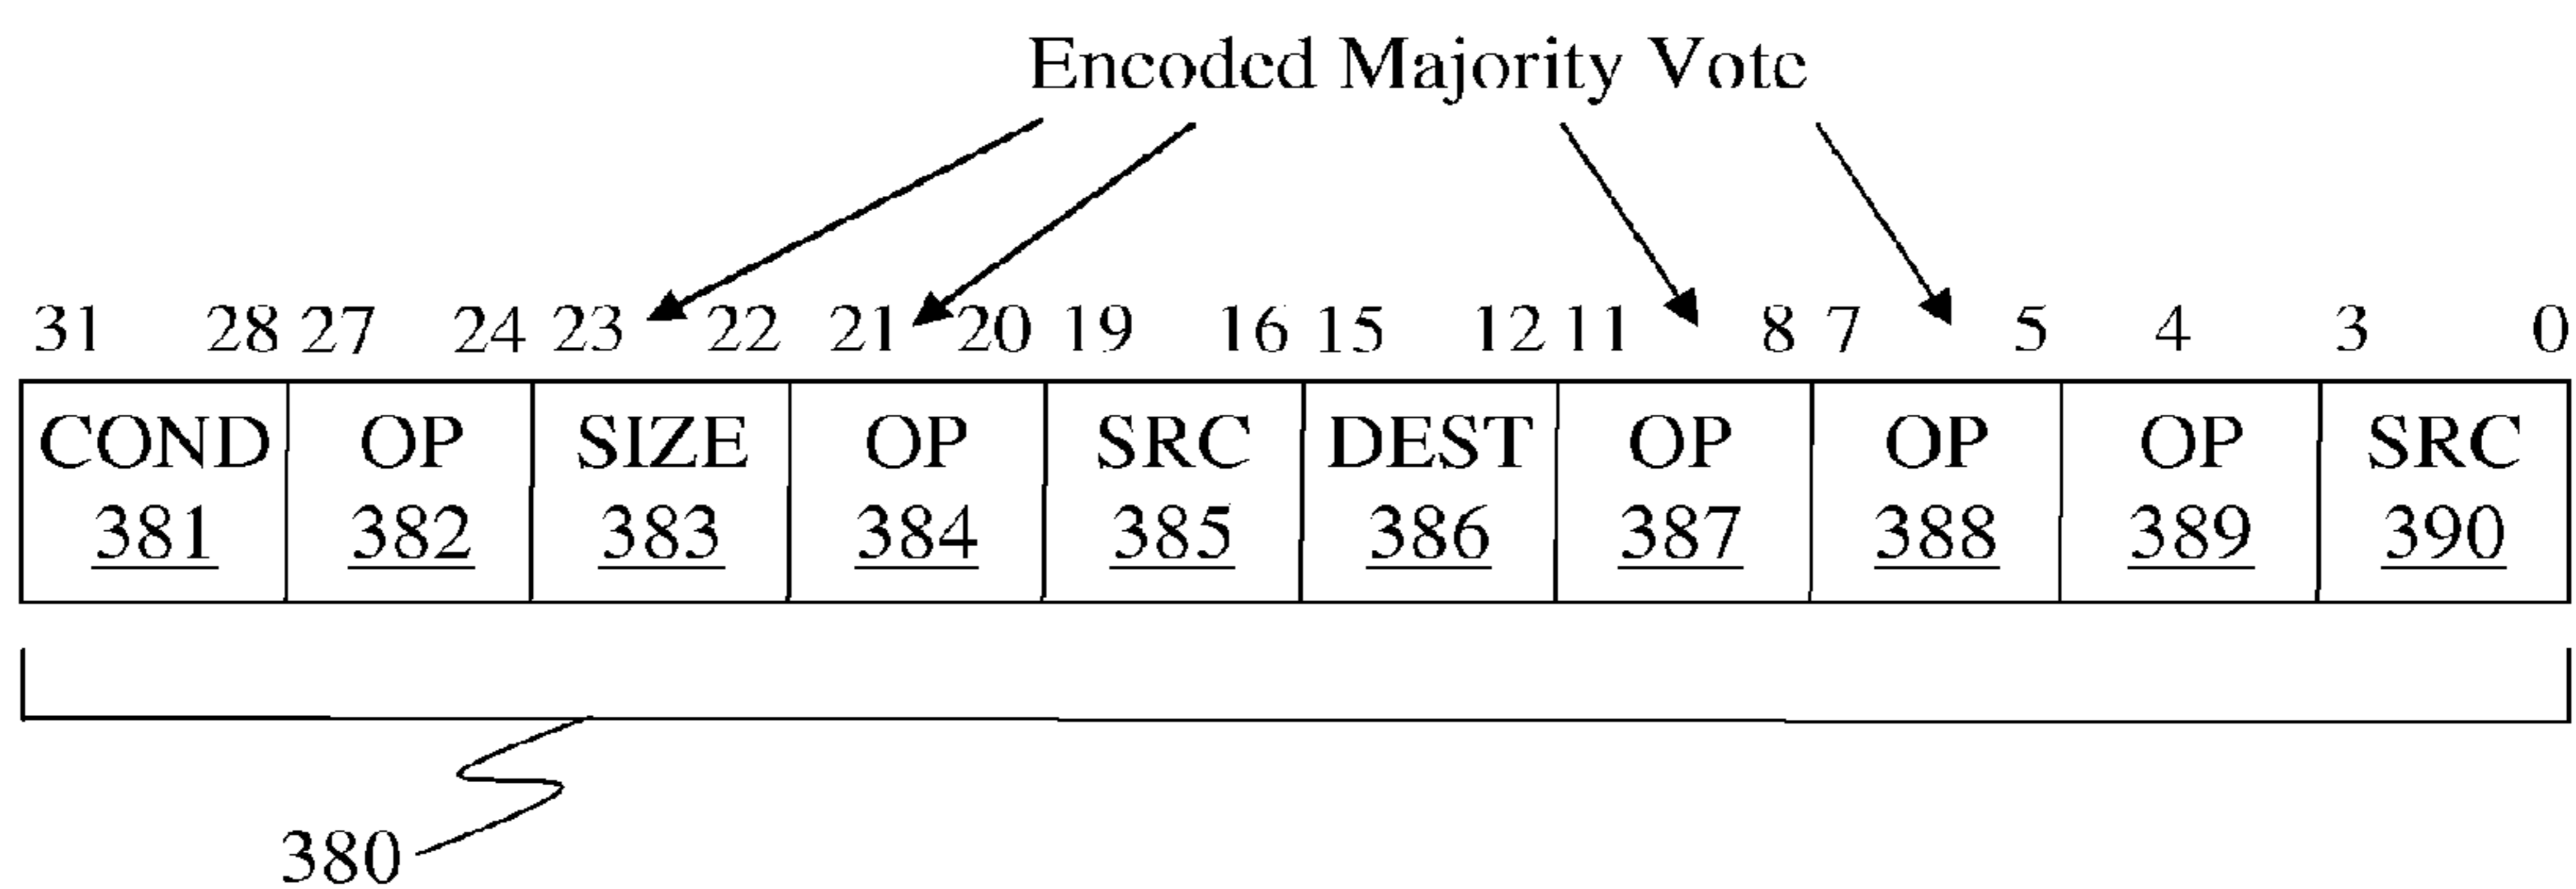 Encoded Majority Vote
31 28 27 24 23 22 21 20 19 16 15 12 11 8 7 5 4 3 0
COND OP SIZE OP SRC DEST OP OP OP SRC
381 382 383 384 385 386 387 388 389 390
380